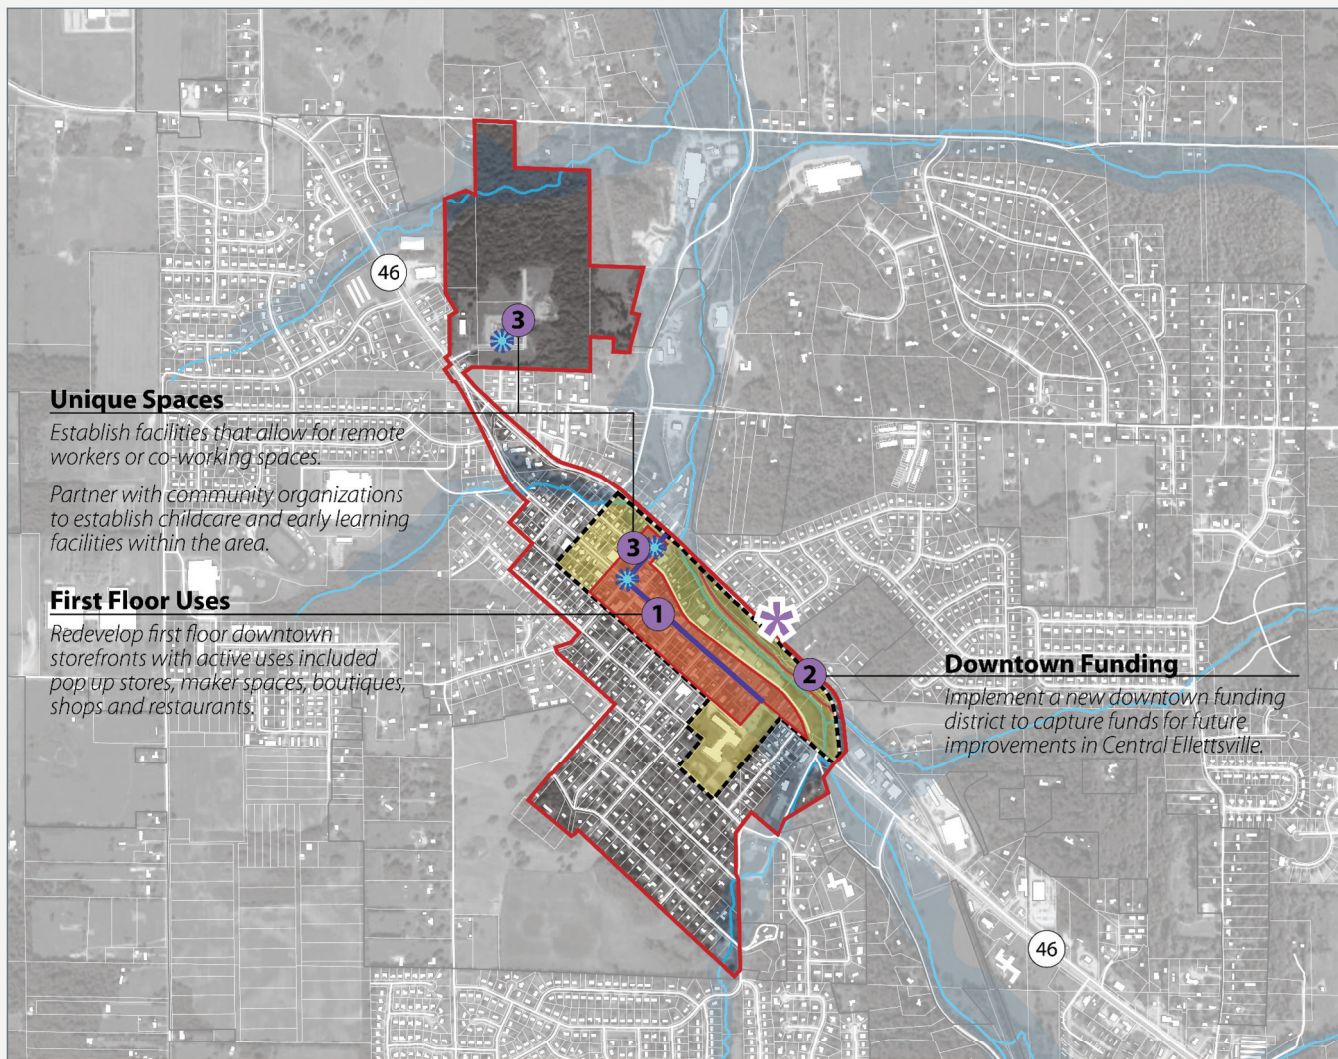 46
3
Unique Spaces
Establish facilities that allow for remote
workers or co-working spaces.
Partner with community organizations
to establish childcare and early learning
facilities within the area.
3
First Floor Uses
1
Redevelop first floor downtown
storefronts with active uses included
pop up stores, maker spaces, boutiques,
shops and restaurants.
*
2
Downtown Funding
Implement a new downtown funding
district to capture funds for future
improvements in Central Ellettsville.
46